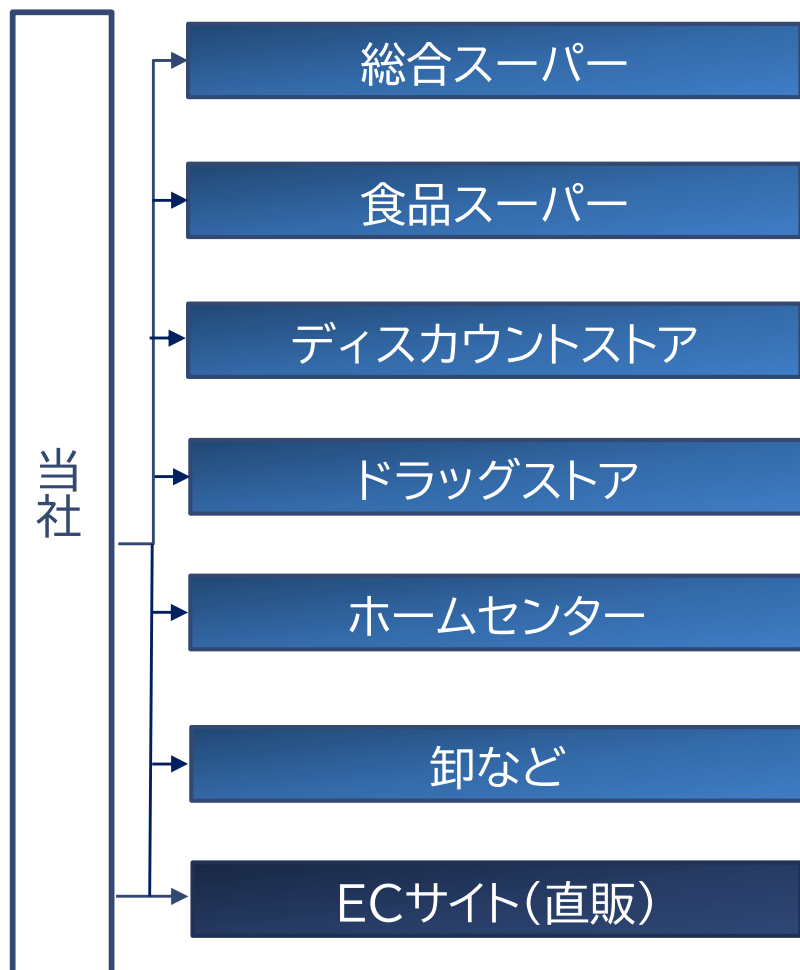 総合スーパー
食品スーパー
ディスカウントストア
ドラッグストア
当社
ホームセンター
卸など
ECサイト(直販)